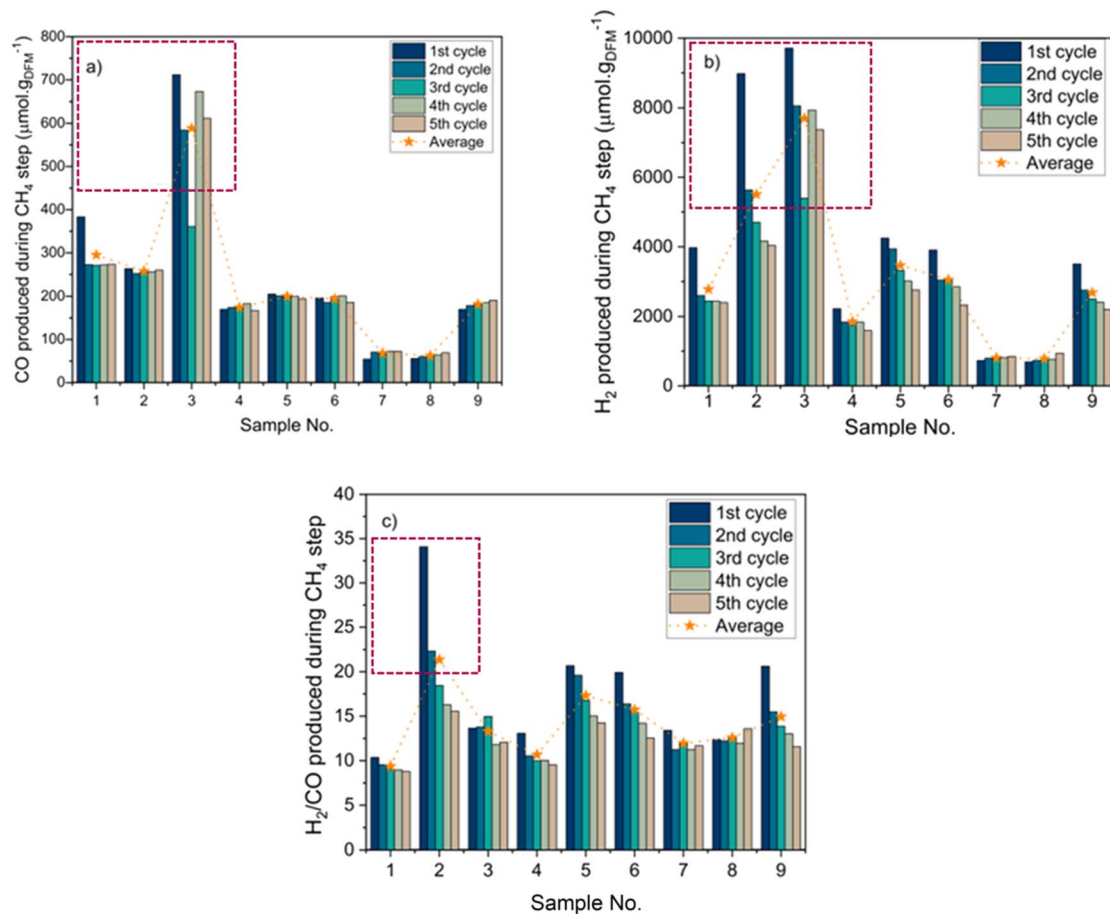 a)
CO produced during CH₄ step (μmol.g_DFM⁻¹)
800
700
600
500
400
300
200
100
0
1st cycle
2nd cycle
3rd cycle
4th cycle
5th cycle
Average
1 2 3 4 5 6 7 8 9
Sample No.
b)
H₂ produced during CH₄ step (μmol.g_DFM⁻¹)
10000
8000
6000
4000
2000
0
1st cycle
2nd cycle
3rd cycle
4th cycle
5th cycle
Average
1 2 3 4 5 6 7 8 9
Sample No.
c)
H₂/CO produced during CH₄ step
40
35
30
25
20
15
10
5
0
1st cycle
2nd cycle
3rd cycle
4th cycle
5th cycle
Average
1 2 3 4 5 6 7 8 9
Sample No.